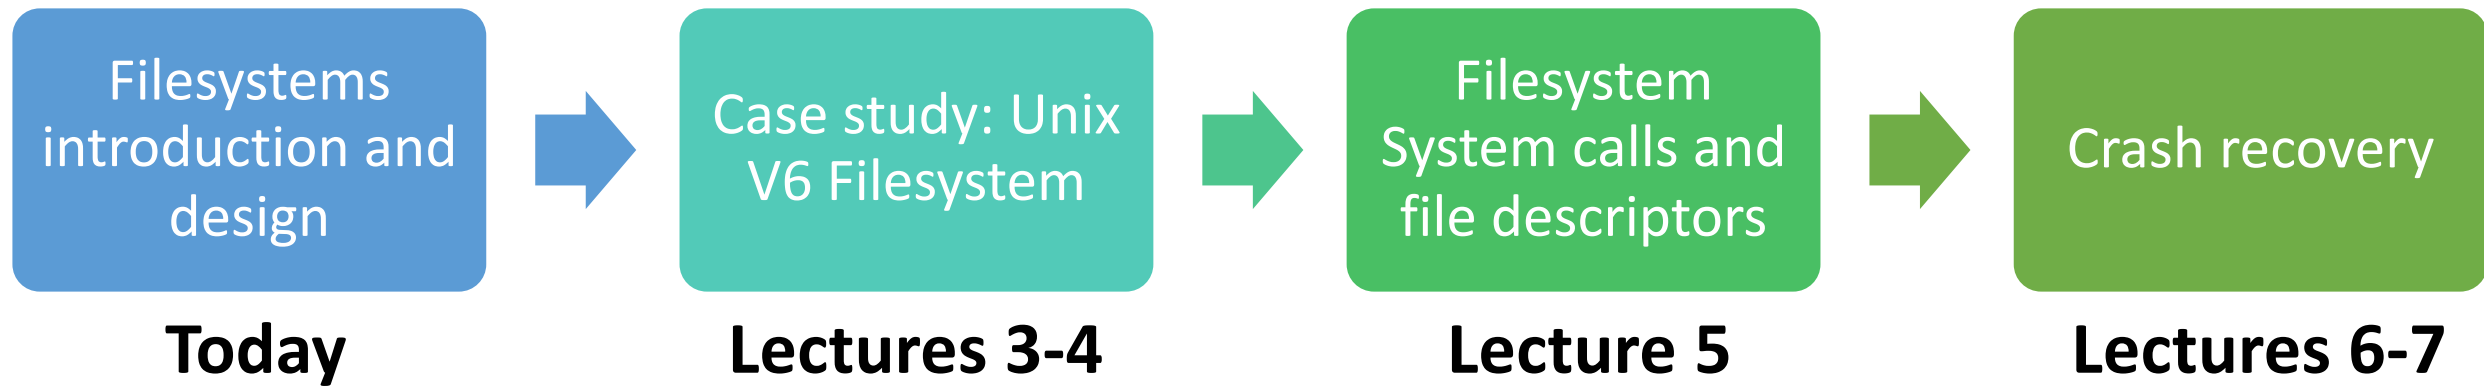 Filesystems
introduction and
design
Today
Case study: Unix
V6 Filesystem
Lectures 3-4
Filesystem
System calls and
file descriptors
Lecture 5
Crash recovery
Lectures 6-7